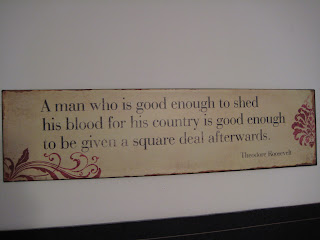 A man who is good enough to shed
his blood for his country is good enough
to be given a square deal afterwards.
Theodore Roosevelt